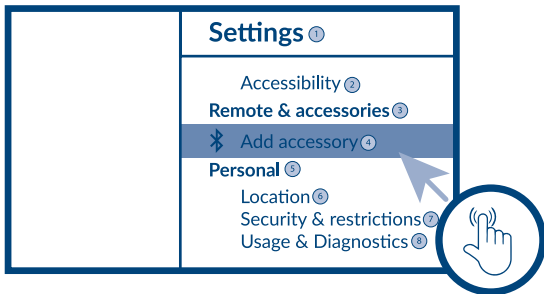 Settings 1
Accessibility 2
Remote & accessories 3
Add accessory 4
Personal 5
Location 6
Security & restrictions 7
Usage & Diagnostics 8